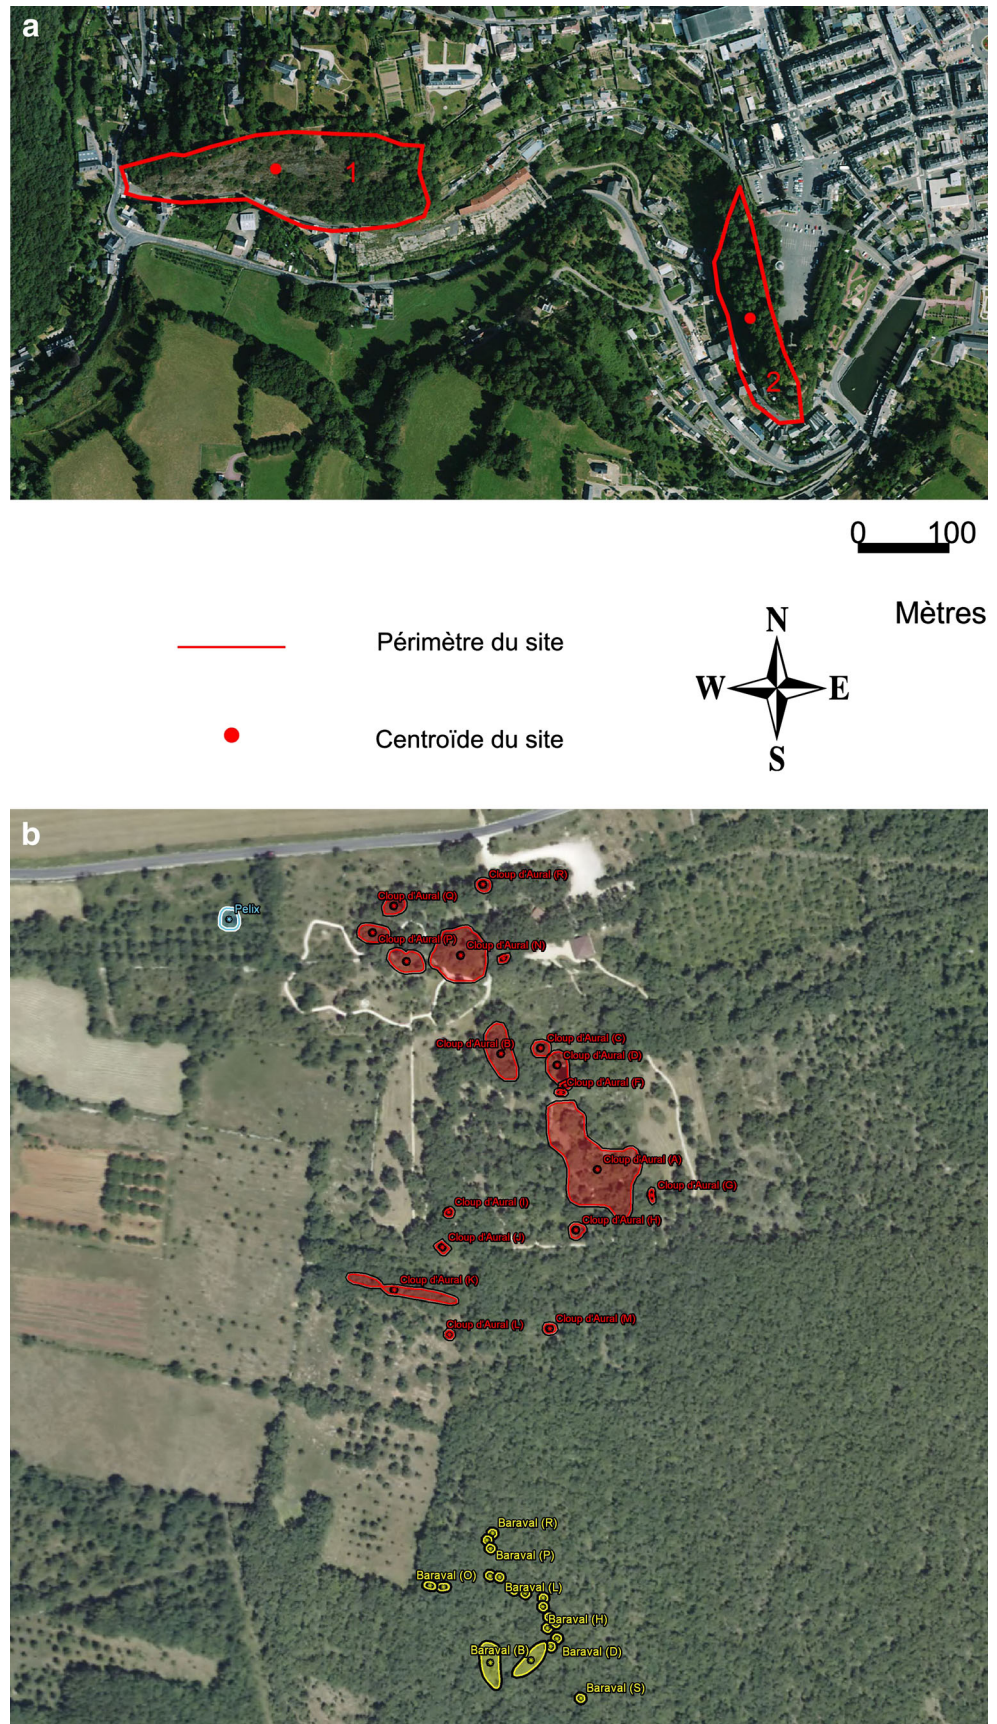 a
1
2
0 100
Mètres
N
W E
S
Périmètre du site
Centroïde du site
b
Pelix
Cloup d'Aural (R)
Cloup d'Aural (Q)
Cloup d'Aural (P)
Cloup d'Aural (N)
Cloup d'Aural (B)
Cloup d'Aural (C)
Cloup d'Aural (D)
Cloup d'Aural (F)
Cloup d'Aural (A)
Cloup d'Aural (G)
Cloup d'Aural (I)
Cloup d'Aural (H)
Cloup d'Aural (J)
Cloup d'Aural (K)
Cloup d'Aural (L)
Cloup d'Aural (M)
Baraval (R)
Baraval (P)
Baraval (O)
Baraval (L)
Baraval (H)
Baraval (B)
Baraval (D)
Baraval (S)